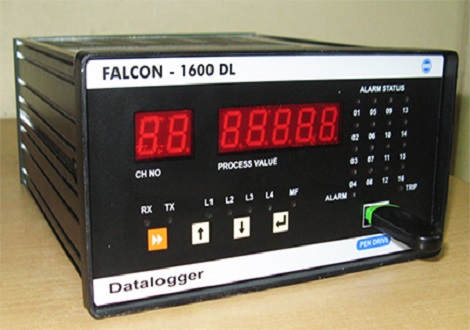 FALCON - 1600 DL
ALARM STATUS
01 05 09 13
02 06 10 14
03 07 11 15
04 08 12 16
CH NO
PROCESS VALUE
RX TX L1 L2 L3 L4 MF
ALARM
TRIP
PEN DRIVE
Datalogger